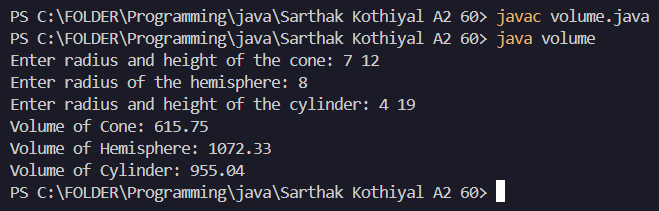 PS C:\FOLDER\Programming\java\Sarthak Kothiyal A2 60> javac volume.java
PS C:\FOLDER\Programming\java\Sarthak Kothiyal A2 60> java volume
Enter radius and height of the cone: 7 12
Enter radius of the hemisphere: 8
Enter radius and height of the cylinder: 4 19
Volume of Cone: 615.75
Volume of Hemisphere: 1072.33
Volume of Cylinder: 955.04
PS C:\FOLDER\Programming\java\Sarthak Kothiyal A2 60>